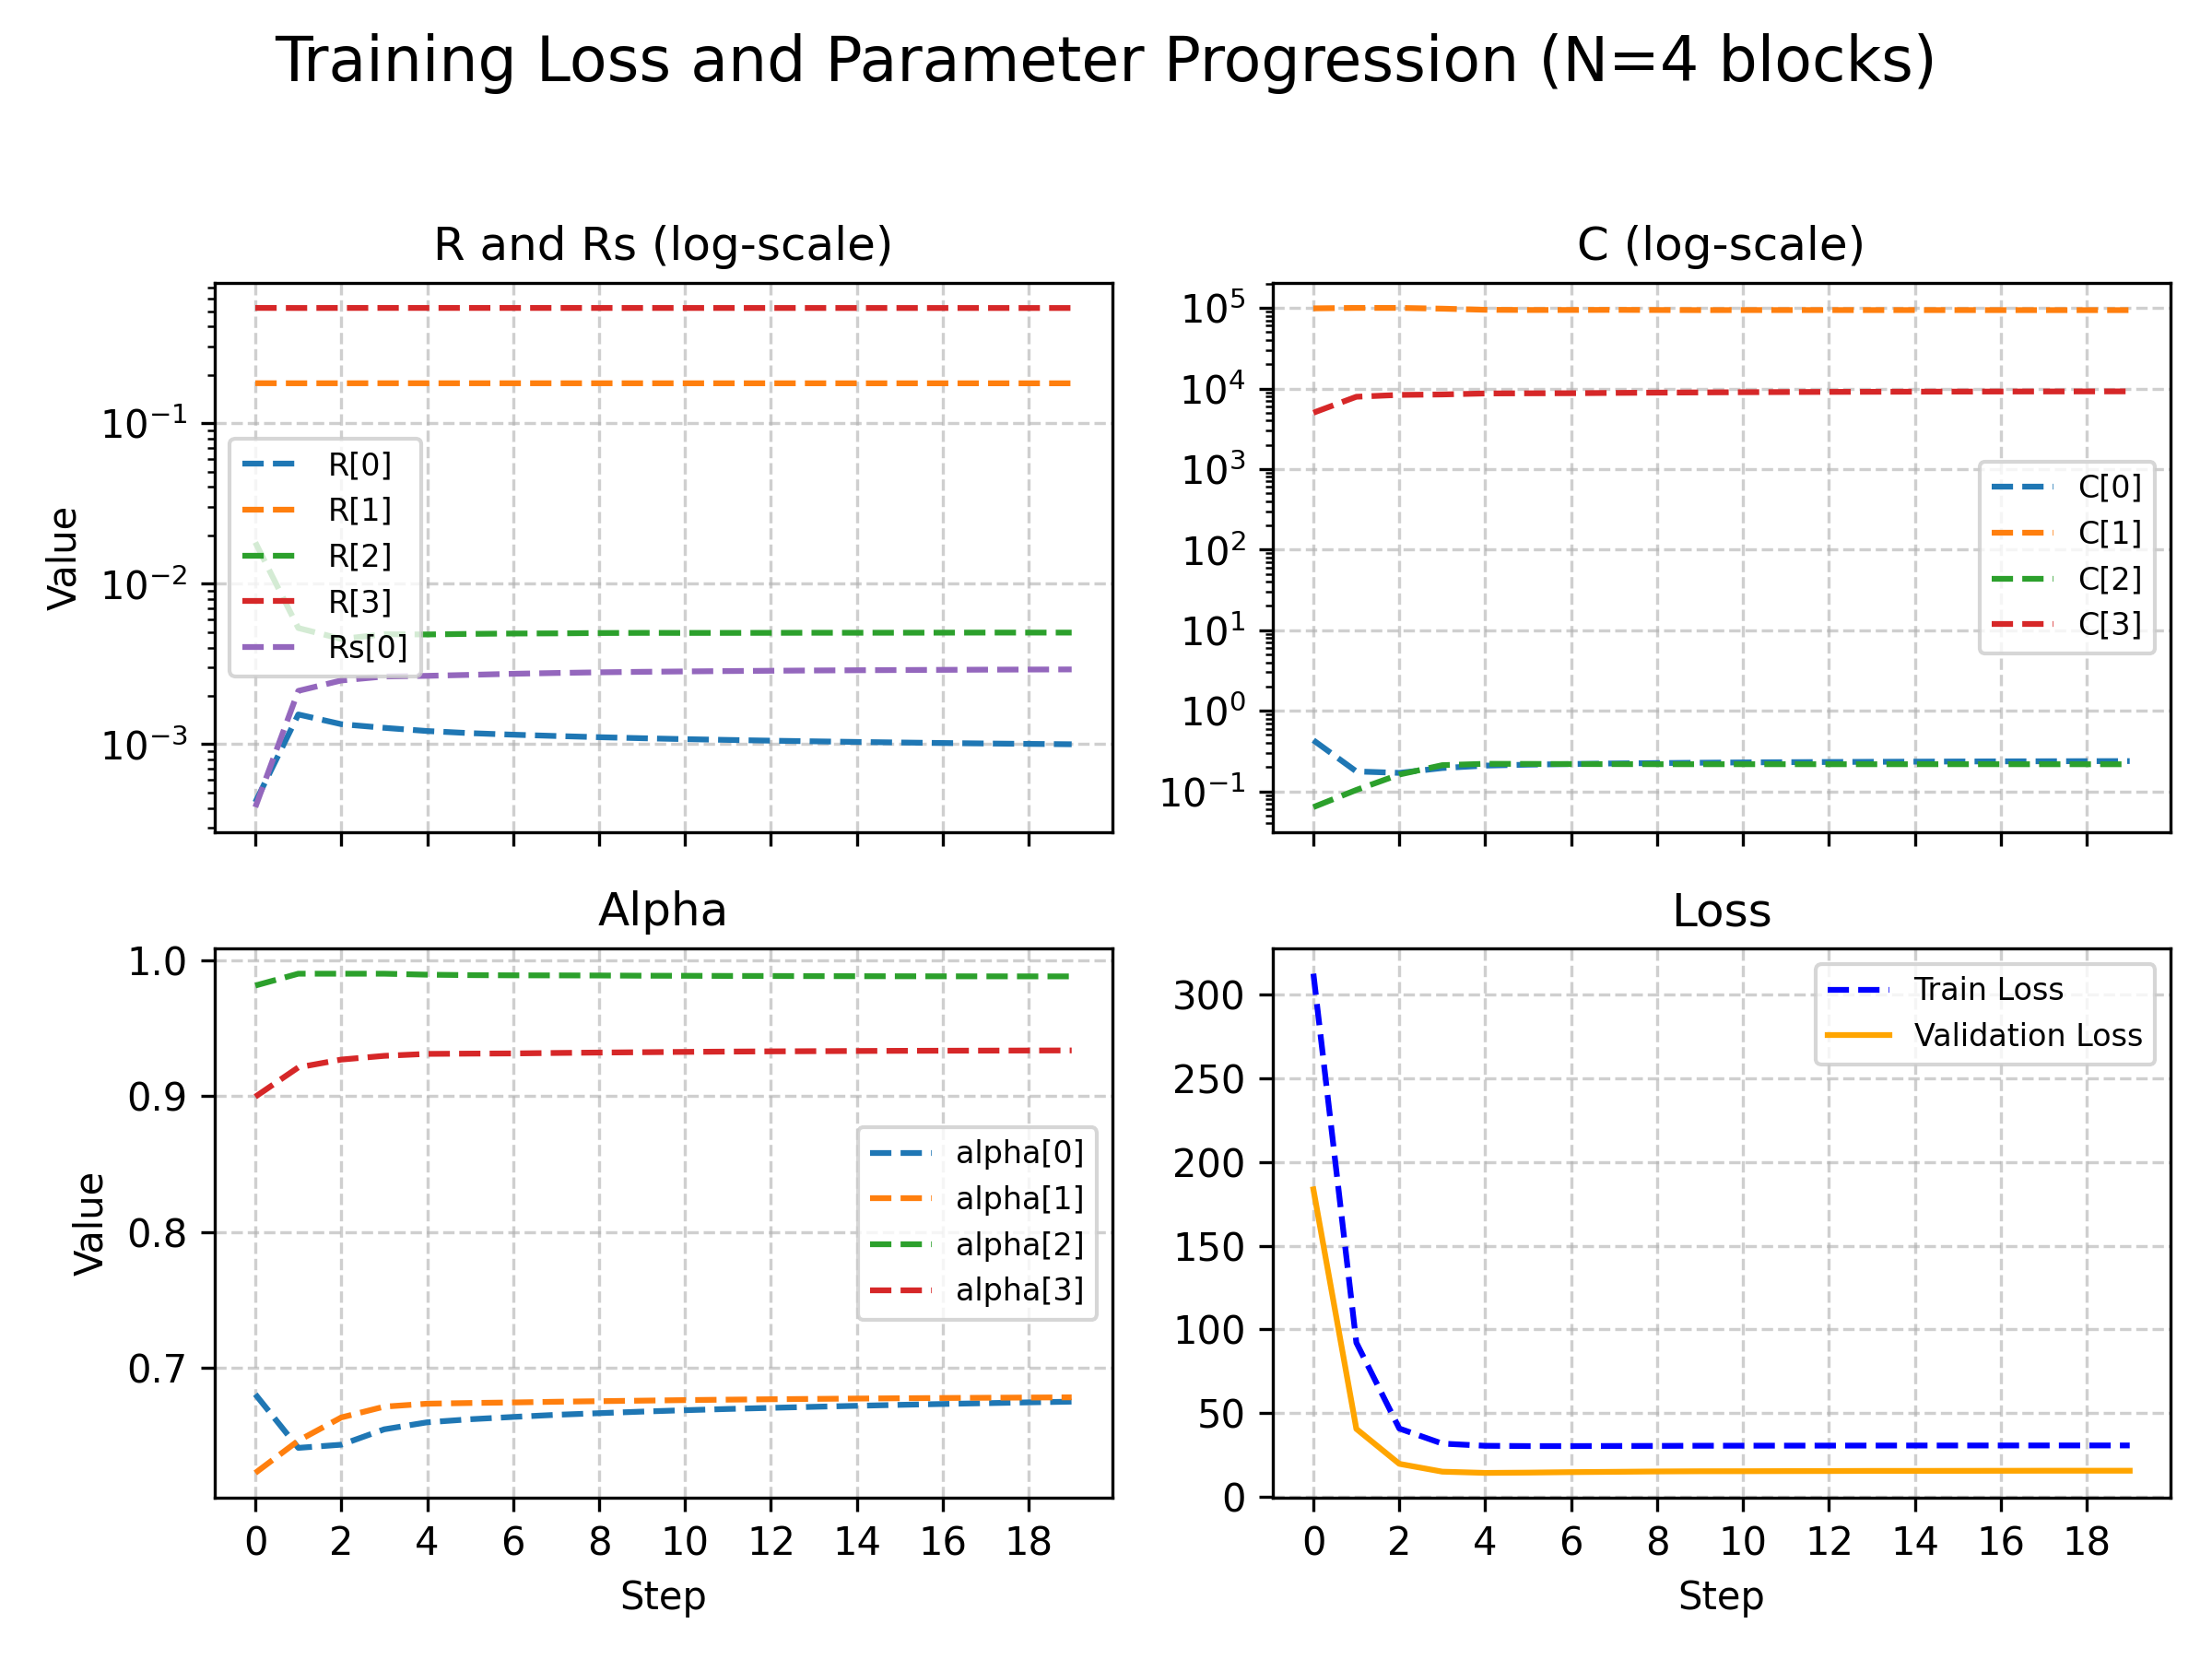 Training Loss and Parameter Progression (N=4 blocks)
R and Rs (log-scale)
Value
10⁻¹
10⁻²
10⁻³
R[0]
R[1]
R[2]
R[3]
Rs[0]
C (log-scale)
10⁵
10⁴
10³
10²
10¹
10⁰
10⁻¹
C[0]
C[1]
C[2]
C[3]
Alpha
Value
1.0
0.9
0.8
0.7
alpha[0]
alpha[1]
alpha[2]
alpha[3]
0 2 4 6 8 10 12 14 16 18
Step
Loss
300
250
200
150
100
50
0
Train Loss
Validation Loss
0 2 4 6 8 10 12 14 16 18
Step